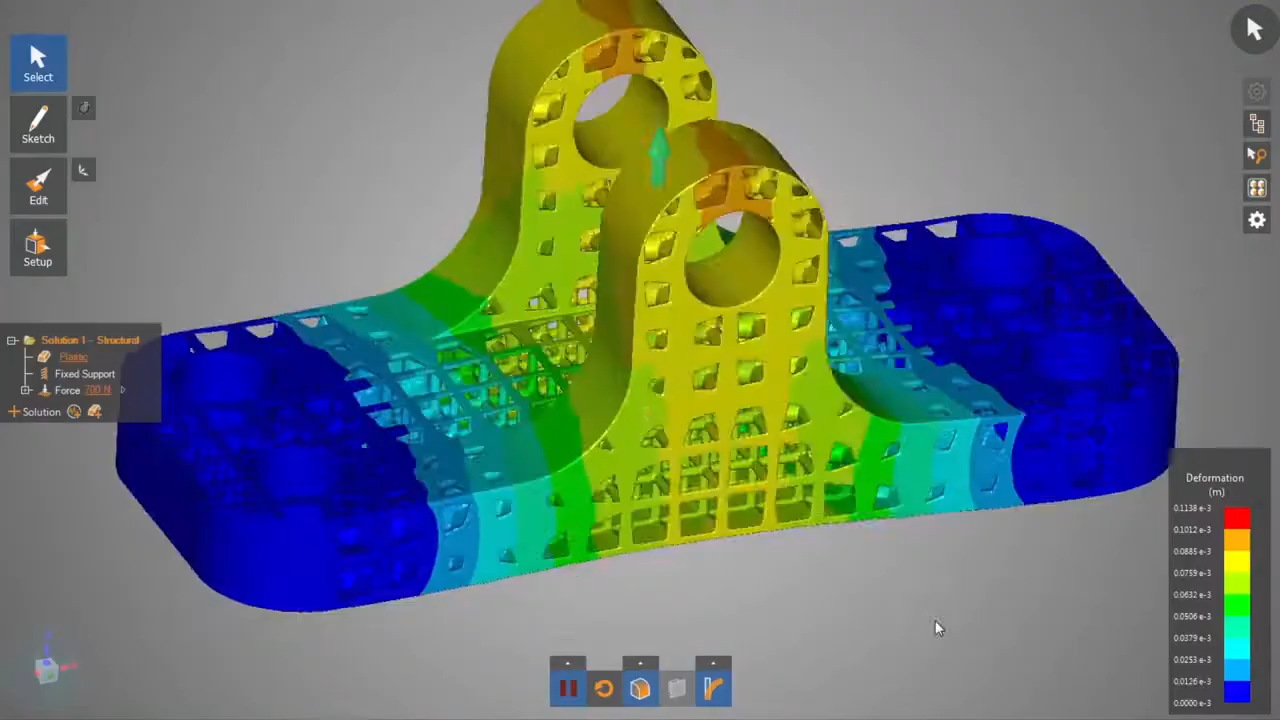 Select
Sketch
Edit
Setup
Solution 1 - Structural
Plastic
Fixed Support
Force 700 N
Solution
Deformation
(m)
0.1138 e-3
0.1012 e-3
0.0885 e-3
0.0759 e-3
0.0632 e-3
0.0506 e-3
0.0379 e-3
0.0253 e-3
0.0126 e-3
0.0000 e-3